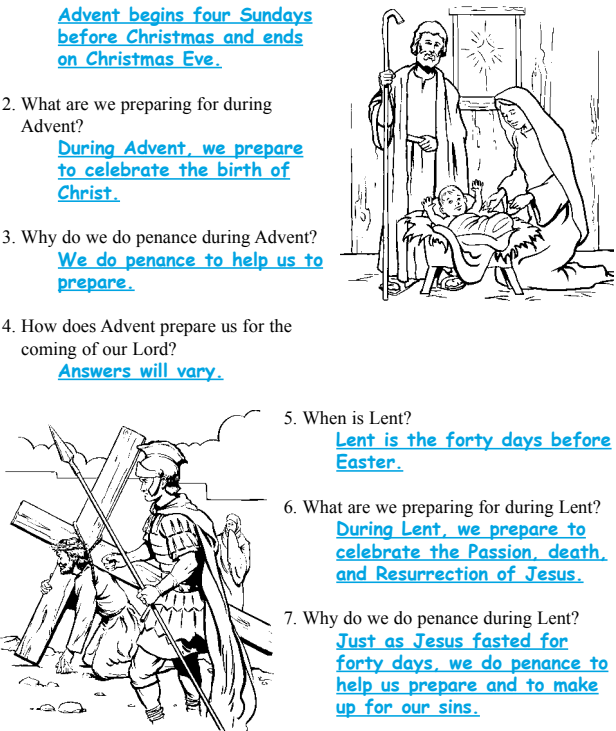 Advent begins four Sundays
before Christmas and ends
on Christmas Eve.
2. What are we preparing for during
Advent?
During Advent, we prepare
to celebrate the birth of
Christ.
3. Why do we do penance during Advent?
We do penance to help us to
prepare.
4. How does Advent prepare us for the
coming of our Lord?
Answers will vary.
5. When is Lent?
Lent is the forty days before
Easter.
6. What are we preparing for during Lent?
During Lent, we prepare to
celebrate the Passion, death,
and Resurrection of Jesus.
7. Why do we do penance during Lent?
Just as Jesus fasted for
forty days, we do penance to
help us prepare and to make
up for our sins.